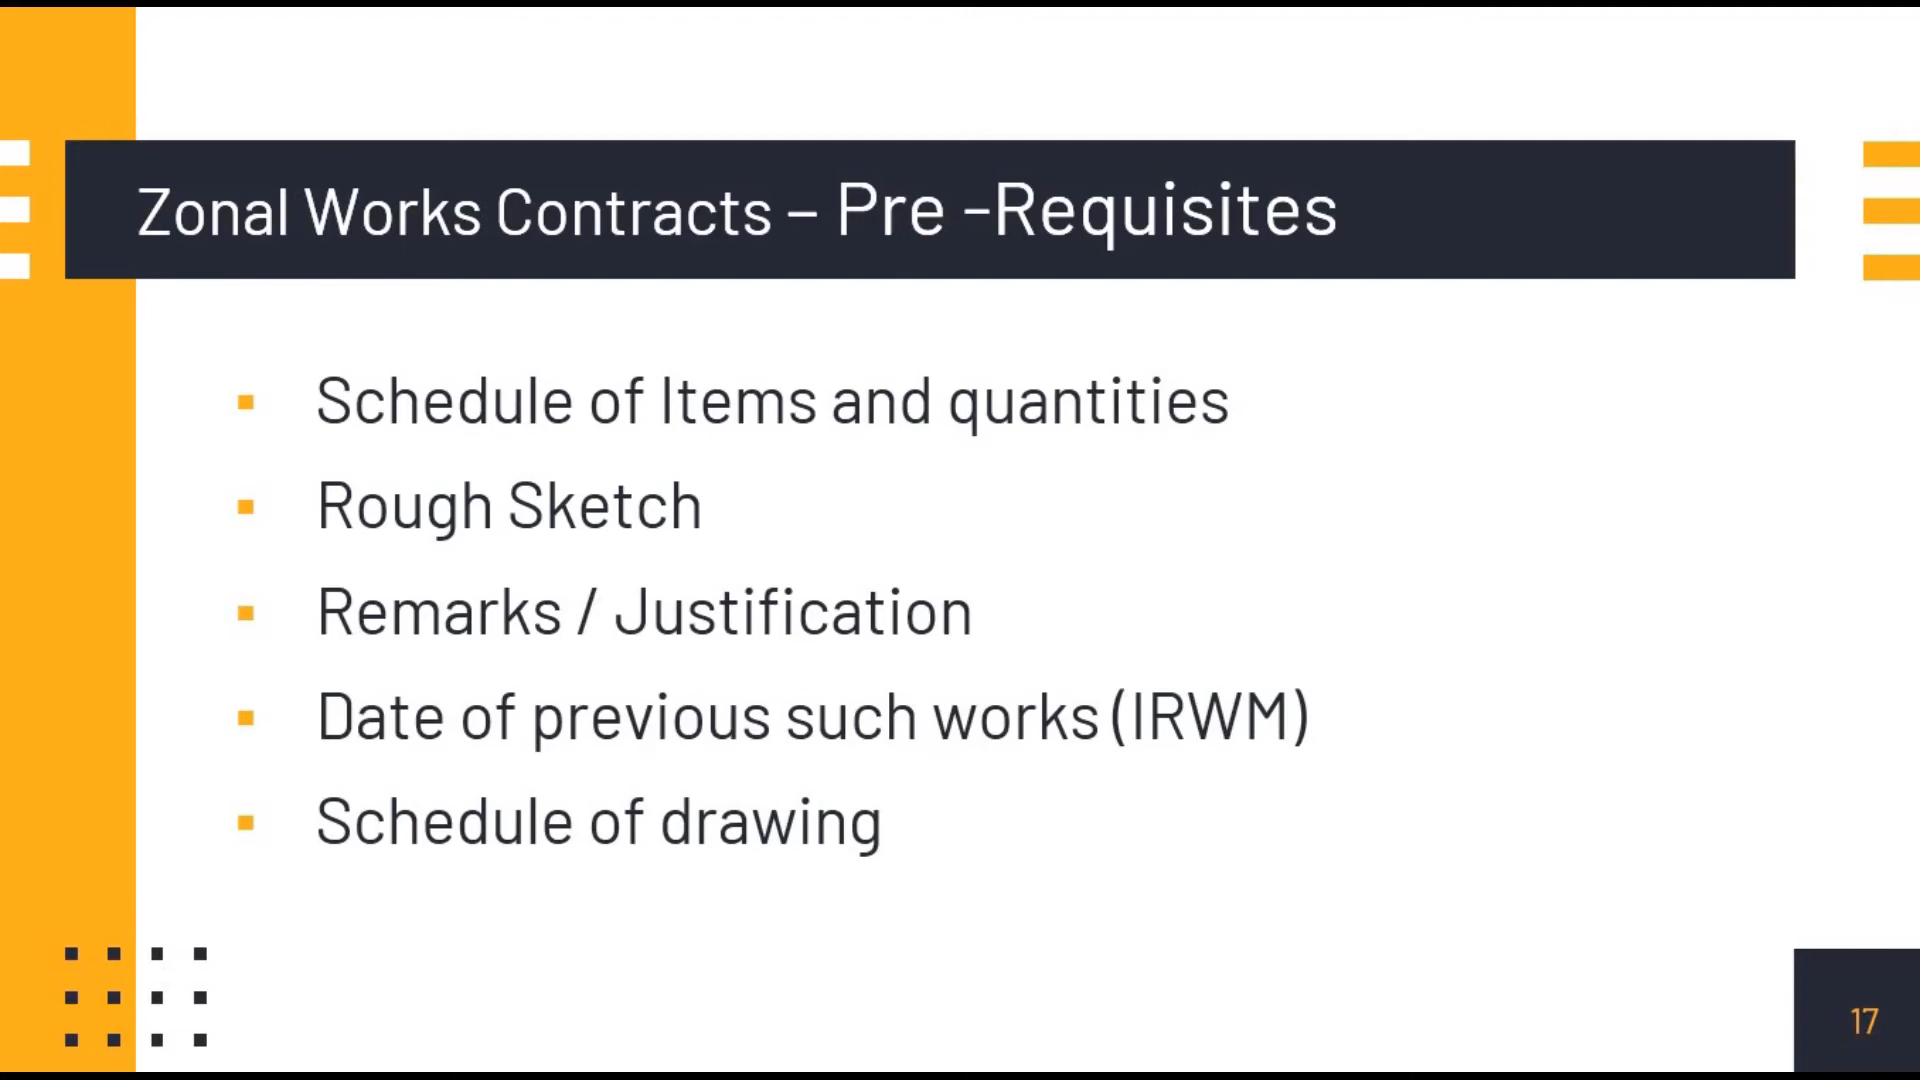 Zonal Works Contracts – Pre -Requisites
Schedule of Items and quantities
Rough Sketch
Remarks / Justification
Date of previous such works (IRWM)
Schedule of drawing
17